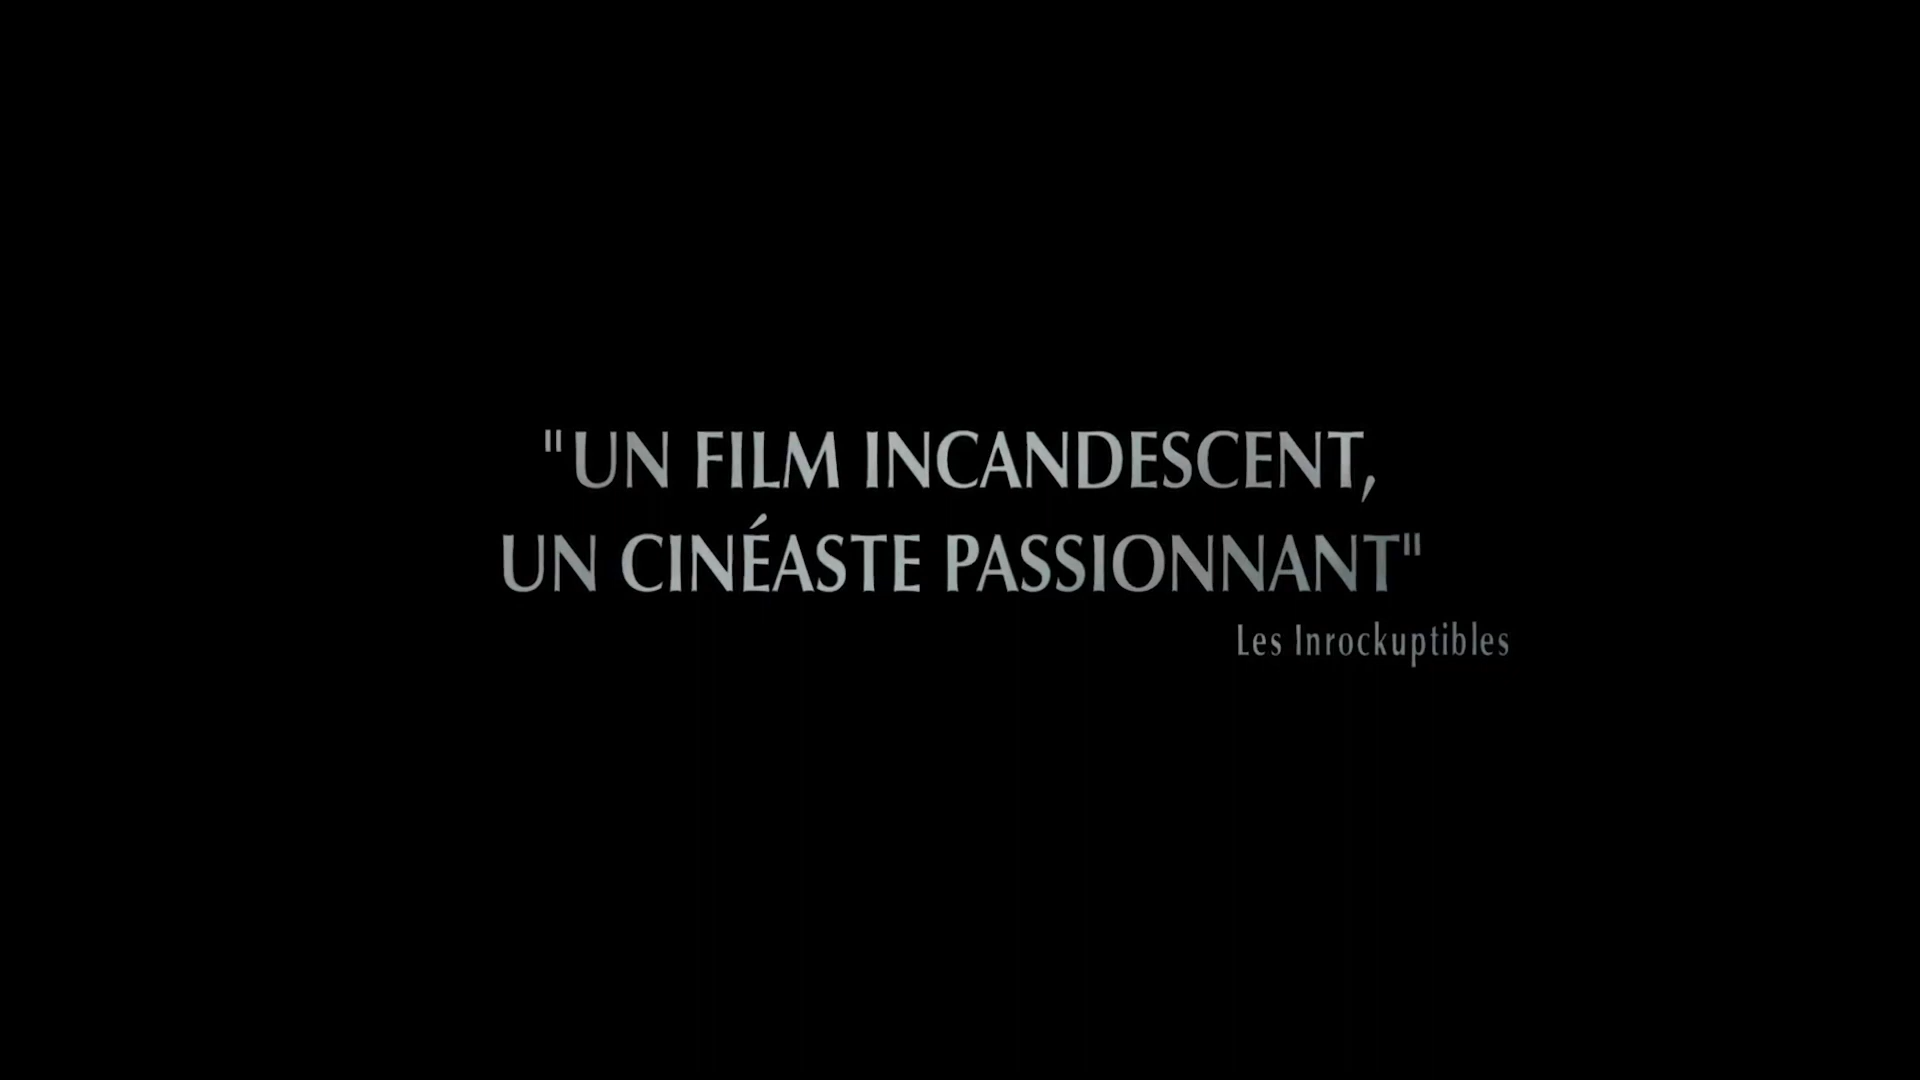 "UN FILM INCANDESCENT,
UN CINÉASTE PASSIONNANT"
Les Inrockuptibles